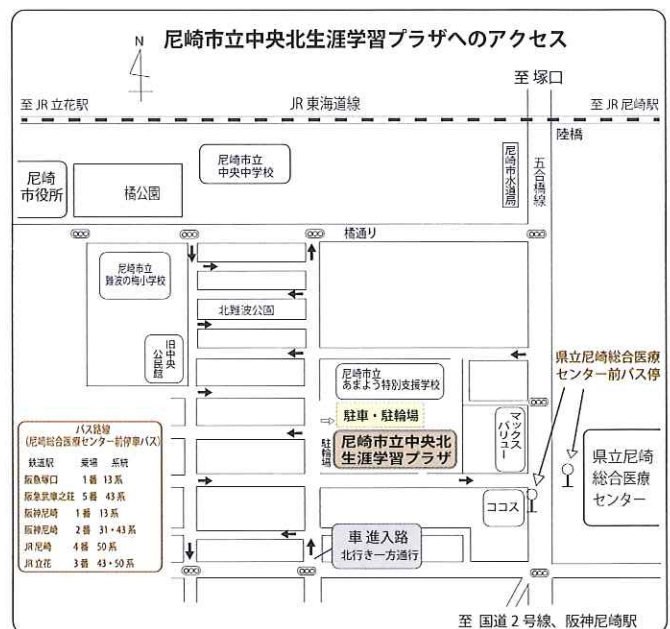 尼崎市立中央北生涯学習プラザへのアクセス
N
至 塚口
至 JR 立花駅
JR 東海道線
至 JR 尼崎駅
陸橋
尼崎
市役所
橘公園
尼崎市立
中央中学校
尼崎市水道局
五合橋線
橘通り
尼崎市立
難波の梅小学校
北難波公園
旧中央
公民館
尼崎市立
あまよう特別支援学校
県立尼崎総合医療
センター前バス停
駐車・駐輪場
駐輪場
尼崎市立中央北
生涯学習プラザ
マックス
バリュー
県立尼崎
総合医療
センター
ココス
バス路線
(尼崎総合医療センター前停車バス)
鉄道駅 乗場 系統
阪急塚口 1番 13系
阪急武庫之荘 5番 43系
阪神尼崎 1番 13系
阪神尼崎 2番 31・43系
JR 尼崎 4番 50系
JR 立花 3番 43・50系
車 進入路
北行き一方通行
至 国道2号線、阪神尼崎駅